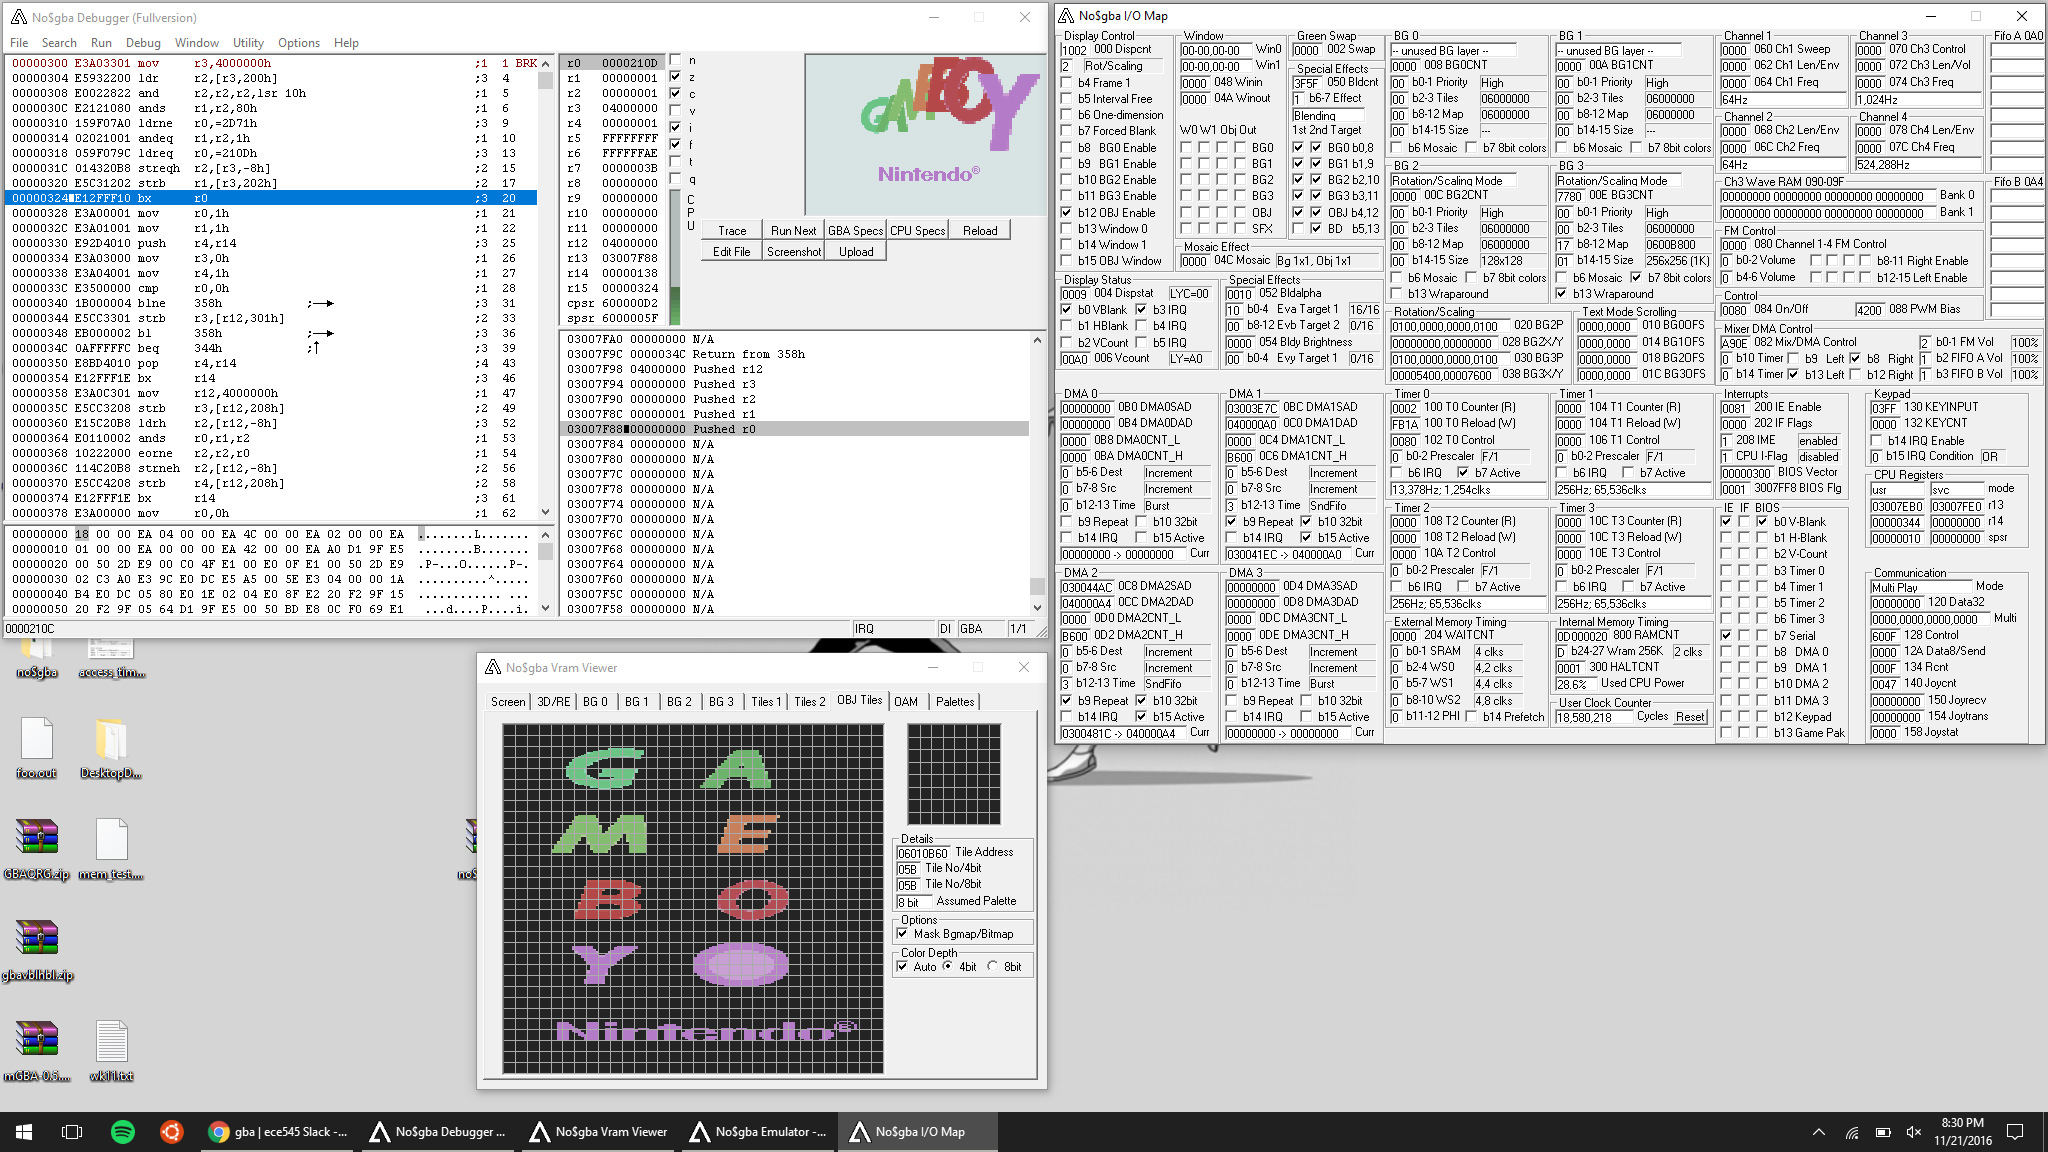 No$gba Debugger (Fullversion)
File Search Run Debug Window Utility Options Help
00000300 E3A03301 mov r3,4000000h ;1 1 BRK
00000304 E5932200 ldr r2,[r3,200h] ;3 4
00000308 E0022822 and r2,r2,r2,lsr 10h ;1 5
0000030C E2121080 ands r1,r2,80h ;1 6
00000310 159F07A0 ldrne r0,=2D71h ;3 9
00000314 02021001 andeq r1,r2,1h ;1 10
00000318 059F079C ldreq r0,=210Dh ;3 13
0000031C 014320B8 streqh r2,[r3,-8h] ;2 15
00000320 E5C31202 strb r1,[r3,202h] ;2 17
00000324 E12FFF10 bx r0 ;3 20
00000328 E3A00001 mov r0,1h ;1 21
0000032C E3A01001 mov r1,1h ;1 22
00000330 E92D4010 push r4,r14 ;3 25
00000334 E3A03000 mov r3,0h ;1 26
00000338 E3A04001 mov r4,1h ;1 27
0000033C E3500000 cmp r0,0h ;1 28
00000340 1B000004 blne 358h ;→ ;3 31
00000344 E5CC3301 strb r3,[r12,301h] ;2 33
00000348 EB000002 bl 358h ;→ ;3 36
0000034C 0AFFFFFC beq 344h ;↑ ;3 39
00000350 E8BD4010 pop r4,r14 ;4 43
00000354 E12FFF1E bx r14 ;3 46
00000358 E3A0C301 mov r12,4000000h ;1 47
0000035C E5CC3208 strb r3,[r12,208h] ;2 49
00000360 E15C20B8 ldrh r2,[r12,-8h] ;3 52
00000364 E0110002 ands r0,r1,r2 ;1 53
00000368 10222000 eorne r2,r2,r0 ;1 54
0000036C 114C20B8 strneh r2,[r12,-8h] ;2 56
00000370 E5CC4208 strb r4,[r12,208h] ;2 58
00000374 E12FFF1E bx r14 ;3 61
00000378 E3A00000 mov r0,0h ;1 62
r0 0000210D n
r1 00000001 z
r2 00000001 c
r3 04000000 v
r4 00000001 i
r5 FFFFFFFF f
r6 FFFFFFAE t
r7 0000003B q
r8 00000000
r9 00000000
r10 00000000
r11 00000000
r12 04000000
r13 03007F88
r14 00000138
r15 00000324
cpsr 600000D2
spsr 6000005F
CPU
GAMEBOY
Nintendo®
Trace Run Next GBA Specs CPU Specs Reload
Edit File Screenshot Upload
03007FA0 00000000 N/A
03007F9C 0000034C Return from 358h
03007F98 04000000 Pushed r12
03007F94 00000000 Pushed r3
03007F90 00000000 Pushed r2
03007F8C 00000001 Pushed r1
03007F88 00000000 Pushed r0
03007F84 00000000 N/A
03007F80 00000000 N/A
03007F7C 00000000 N/A
03007F78 00000000 N/A
03007F74 00000000 N/A
03007F70 00000000 N/A
03007F6C 00000000 N/A
03007F68 00000000 N/A
03007F64 00000000 N/A
03007F60 00000000 N/A
03007F5C 00000000 N/A
03007F58 00000000 N/A
00000000 18 00 00 EA 04 00 00 EA 4C 00 00 EA 02 00 00 EA ........L.......
00000010 01 00 00 EA 00 00 00 EA 42 00 00 EA A0 D1 9F E5 ........B.......
00000020 00 50 2D E9 00 C0 4F E1 00 E0 0F E1 00 50 2D E9 .P-...O......P-.
00000030 02 C3 A0 E3 9C E0 DC E5 A5 00 5E E3 04 00 00 1A ..........^.....
00000040 B4 E0 DC 05 80 E0 1E 02 04 E0 8F E2 20 F2 9F 15
00000050 20 F2 9F 05 64 D1 9F E5 00 50 BD E8 0C F0 69 E1 ...d....P....i.
0000210C IRQ DI GBA 1/1
No$gba I/O Map
Display Control
1002 000 Dispcnt
2 Rot/Scaling
b4 Frame 1
b5 Interval Free
b6 One-dimension
b7 Forced Blank
b8 BG0 Enable
b9 BG1 Enable
b10 BG2 Enable
b11 BG3 Enable
b12 OBJ Enable
b13 Window 0
b14 Window 1
b15 OBJ Window
Window
00-00,00-00 Win0
00-00,00-00 Win1
0000 048 Winin
0000 04A Winout
W0 W1 Obj Out
BG0
BG1
BG2
BG3
OBJ
SFX
Green Swap
0000 002 Swap
Special Effects
3F5F 050 Bldcnt
1 b6-7 Effect
Blending
1st 2nd Target
BG0 b0,8
BG1 b1,9
BG2 b2,10
BG3 b3,11
OBJ b4,12
BD b5,13
Mosaic Effect
0000 04C Mosaic Bg 1x1, Obj 1x1
Display Status
0009 004 Dispstat LYC=00
b0 VBlank b3 IRQ
b1 HBlank b4 IRQ
b2 VCount b5 IRQ
00A0 006 Vcount LY=A0
Special Effects
0010 052 Bldalpha
10 b0-4 Eva Target 1 16/16
00 b8-12 Evb Target 2 0/16
0000 054 Bldy Brightness
00 b0-4 Evy Target 1 0/16
BG 0
-- unused BG layer --
0000 008 BG0CNT
00 b0-1 Priority High
00 b2-3 Tiles 06000000
00 b8-12 Map 06000000
00 b14-15 Size ---
b6 Mosaic b7 8bit colors
BG 1
-- unused BG layer --
0000 00A BG1CNT
00 b0-1 Priority High
00 b2-3 Tiles 06000000
00 b8-12 Map 06000000
00 b14-15 Size ---
b6 Mosaic b7 8bit colors
BG 2
Rotation/Scaling Mode
0000 00C BG2CNT
00 b0-1 Priority High
00 b2-3 Tiles 06000000
00 b8-12 Map 06000000
00 b14-15 Size 128x128
b6 Mosaic b7 8bit colors
b13 Wraparound
BG 3
Rotation/Scaling Mode
7780 00E BG3CNT
00 b0-1 Priority High
00 b2-3 Tiles 06000000
17 b8-12 Map 0600B800
01 b14-15 Size 256x256 (1K)
b6 Mosaic b7 8bit colors
b13 Wraparound
Rotation/Scaling
0100,0000,0000,0100 020 BG2P
00000000,00000000 028 BG2X/Y
0100,0000,0000,0100 030 BG3P
00005400,00007600 038 BG3X/Y
Text Mode Scrolling
0000,0000 010 BG0OFS
0000,0000 014 BG1OFS
0000,0000 018 BG2OFS
0000,0000 01C BG3OFS
Channel 1
0000 060 Ch1 Sweep
0000 062 Ch1 Len/Env
0000 064 Ch1 Freq
64Hz
Channel 2
0000 068 Ch2 Len/Env
0000 06C Ch2 Freq
64Hz
Channel 3
0000 070 Ch3 Control
0000 072 Ch3 Len/Vol
0000 074 Ch3 Freq
1,024Hz
Channel 4
0000 078 Ch4 Len/Env
0000 07C Ch4 Freq
524,288Hz
Fifo A 0A0
Fifo B 0A4
Ch3 Wave RAM 090-09F
00000000 00000000 00000000 00000000 Bank 0
00000000 00000000 00000000 00000000 Bank 1
FM Control
0000 080 Channel 1-4 FM Control
0 b0-2 Volume b8-11 Right Enable
0 b4-6 Volume b12-15 Left Enable
Control
0080 084 On/Off 4200 088 PWM Bias
Mixer DMA Control
A90E 082 Mix/DMA Control 2 b0-1 FM Vol 100%
0 b10 Timer b9 Left b8 Right 1 b2 FIFO A Vol 100%
0 b14 Timer b13 Left b12 Right 1 b3 FIFO B Vol 100%
DMA 0
00000000 0B0 DMA0SAD
00000000 0B4 DMA0DAD
0000 0B8 DMA0CNT_L
0000 0BA DMA0CNT_H
0 b5-6 Dest Increment
0 b7-8 Src Increment
0 b12-13 Time Burst
b9 Repeat b10 32bit
b14 IRQ b15 Active
00000000 -> 00000000 Curr
DMA 1
03003E7C 0BC DMA1SAD
040000A0 0C0 DMA1DAD
0000 0C4 DMA1CNT_L
B600 0C6 DMA1CNT_H
0 b5-6 Dest Increment
0 b7-8 Src Increment
3 b12-13 Time SndFifo
b9 Repeat b10 32bit
b14 IRQ b15 Active
030041EC -> 040000A0 Curr
DMA 2
030044AC 0C8 DMA2SAD
040000A4 0CC DMA2DAD
0000 0D0 DMA2CNT_L
B600 0D2 DMA2CNT_H
0 b5-6 Dest Increment
0 b7-8 Src Increment
3 b12-13 Time SndFifo
b9 Repeat b10 32bit
b14 IRQ b15 Active
0300481C -> 040000A4 Curr
DMA 3
00000000 0D4 DMA3SAD
00000000 0D8 DMA3DAD
0000 0DC DMA3CNT_L
0000 0DE DMA3CNT_H
0 b5-6 Dest Increment
0 b7-8 Src Increment
0 b12-13 Time Burst
b9 Repeat b10 32bit
b14 IRQ b15 Active
00000000 -> 00000000 Curr
Timer 0
0002 100 T0 Counter (R)
FB1A 100 T0 Reload (W)
0080 102 T0 Control
0 b0-2 Prescaler F/1
b6 IRQ b7 Active
13,378Hz; 1,254clks
Timer 1
0000 104 T1 Counter (R)
0000 104 T1 Reload (W)
0000 106 T1 Control
0 b0-2 Prescaler F/1
b6 IRQ b7 Active
256Hz; 65,536clks
Timer 2
0000 108 T2 Counter (R)
0000 108 T2 Reload (W)
0000 10A T2 Control
0 b0-2 Prescaler F/1
b6 IRQ b7 Active
256Hz; 65,536clks
Timer 3
0000 10C T3 Counter (R)
0000 10C T3 Reload (W)
0000 10E T3 Control
0 b0-2 Prescaler F/1
b6 IRQ b7 Active
256Hz; 65,536clks
External Memory Timing
0000 204 WAITCNT
0 b0-1 SRAM 4 clks
0 b2-4 WS0 4,2 clks
0 b5-7 WS1 4,4 clks
0 b8-10 WS2 4,8 clks
0 b11-12 PHI b14 Prefetch
Internal Memory Timing
0D000020 800 RAMCNT
D b24-27 Wram 256K 2 clks
0001 300 HALTCNT
28.6% Used CPU Power
User Clock Counter
18,580,218 Cycles Reset
Interrupts
0081 200 IE Enable
0000 202 IF Flags
1 208 IME enabled
1 CPU I-Flag disabled
00000300 BIOS Vector
0001 3007FF8 BIOS Flg
IE IF BIOS
b0 V-Blank
b1 H-Blank
b2 V-Count
b3 Timer 0
b4 Timer 1
b5 Timer 2
b6 Timer 3
b7 Serial
b8 DMA 0
b9 DMA 1
b10 DMA 2
b11 DMA 3
b12 Keypad
b13 Game Pak
Keypad
03FF 130 KEYINPUT
0000 132 KEYCNT
b14 IRQ Enable
0 b15 IRQ Condition OR
CPU Registers
usr svc mode
03007EB0 03007FE0 r13
00000344 00000000 r14
00000010 00000000 spsr
Communication
Multi Play Mode
00000000 120 Data32
0000,0000,0000,0000 Multi
600F 128 Control
0000 12A Data8/Send
000F 134 Rcnt
0047 140 Joycnt
00000000 150 Joyrecv
00000000 154 Joytrans
0000 158 Joystat
No$gba Vram Viewer
Screen 3D/RE BG 0 BG 1 BG 2 BG 3 Tiles 1 Tiles 2 OBJ Tiles OAM Palettes
G A
M E
B O
Y
Nintendo®
Details
06010B60 Tile Address
05B Tile No/4bit
05B Tile No/8bit
8 bit Assumed Palette
Options
Mask Bgmap/Bitmap
Color Depth
Auto 4bit 8bit
no$gba access_tim...
foo.out DesktopD...
GBAQRG.zip mem_test....
gbavblhbl.zip
mGBA-0.5.... wk11.txt
no$
gba | ece545 Slack -...
No$gba Debugger ...
No$gba Vram Viewer
No$gba Emulator -...
No$gba I/O Map
8:30 PM
11/21/2016